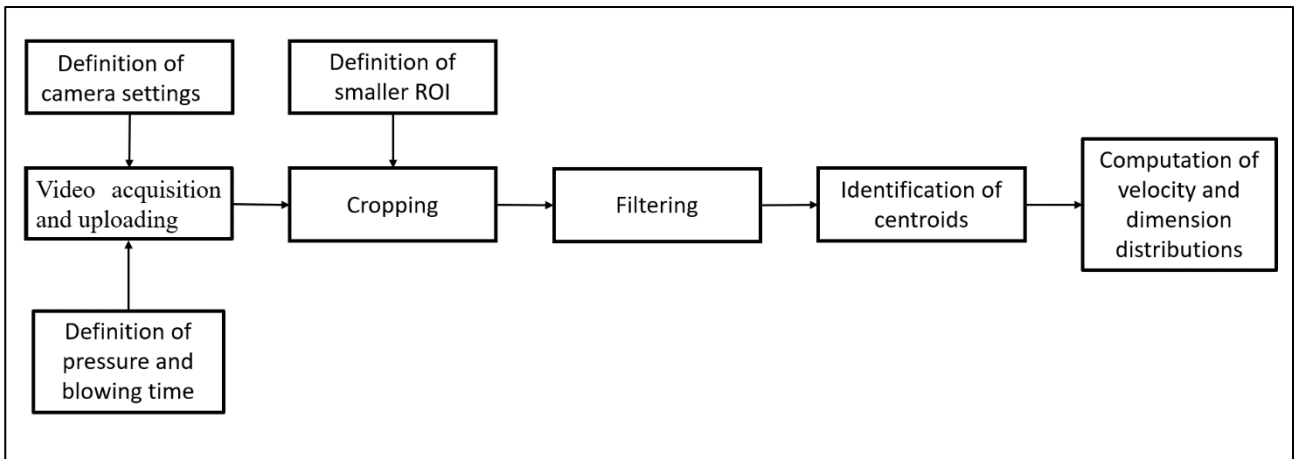 Definition of
camera settings
Definition of
smaller ROI
Video acquisition
and uploading
Cropping
Filtering
Identification of
centroids
Computation of
velocity and
dimension
distributions
Definition of
pressure and
blowing time